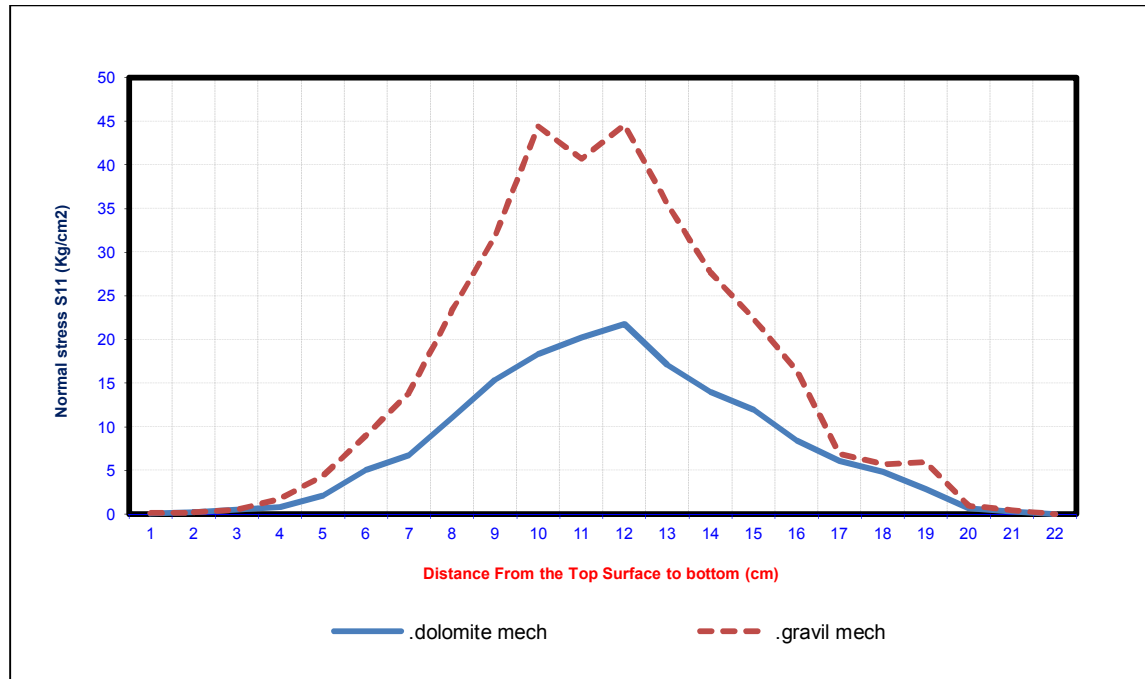 Normal stress S11 (Kg/cm2)
50
45
40
35
30
25
20
15
10
5
0
1 2 3 4 5 6 7 8 9 10 11 12 13 14 15 16 17 18 19 20 21 22
Distance From the Top Surface to bottom (cm)
.dolomite mech .gravil mech